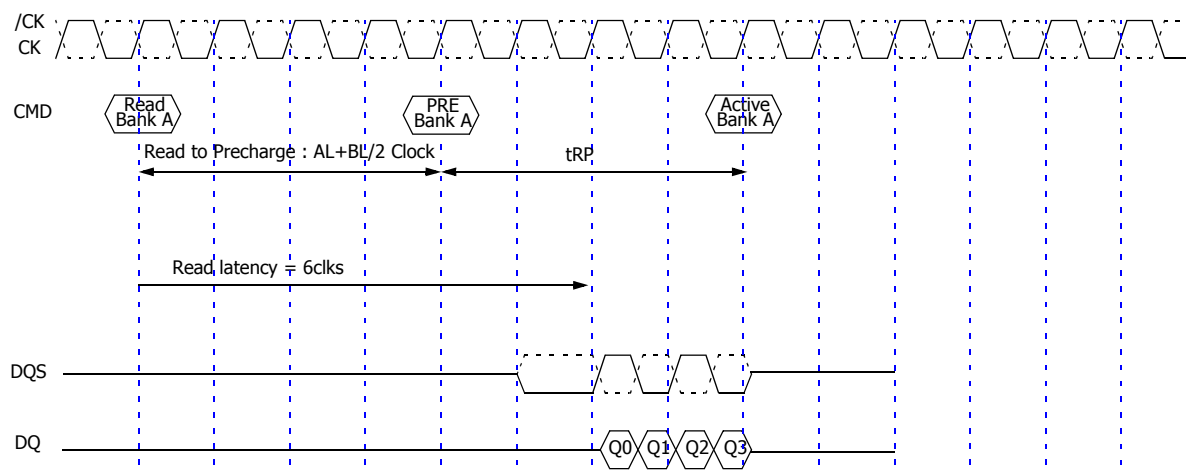 /CK
CK
CMD
Read
Bank A
PRE
Bank A
Active
Bank A
Read to Precharge : AL+BL/2 Clock
tRP
Read latency = 6clks
DQS
DQ
Q0
Q1
Q2
Q3